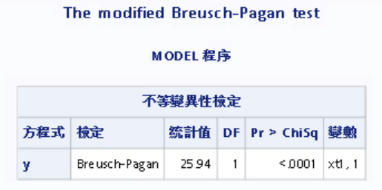 The modified Breusch-Pagan test
MODEL 程序
不等變異性檢定
方程式 檢定 統計值 DF Pr > ChiSq 變數
y Breusch-Pagan 25.94 1 <.0001 xt1, 1